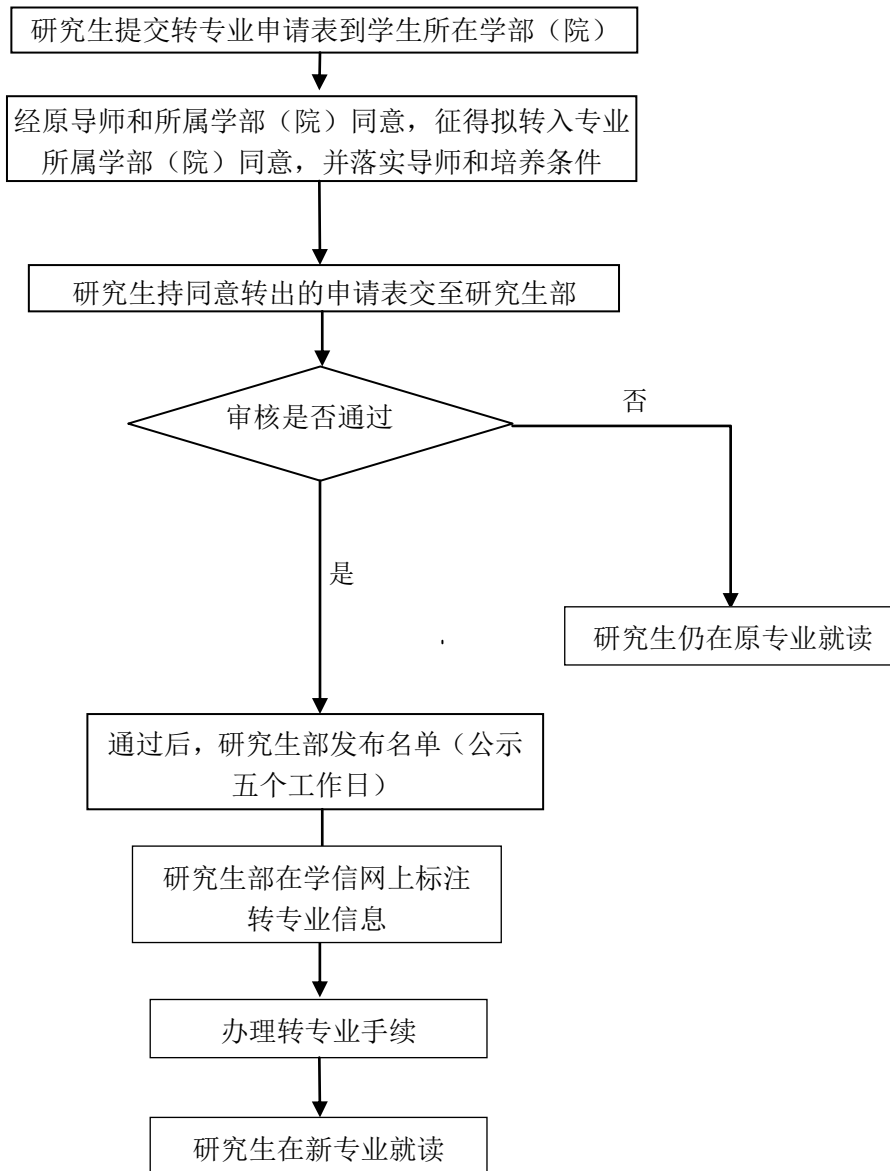 研究生提交转专业申请表到学生所在学部（院）
经原导师和所属学部（院）同意，征得拟转入专业
所属学部（院）同意，并落实导师和培养条件
研究生持同意转出的申请表文至研究生部
审核是否通过
否
是
研究生仍在原专业就读
通过后，研究生部发布名单（公示
五个工作日）
研究生部在学信网上标注
转专业信息
办理转专业手续
研究生在新专业就读